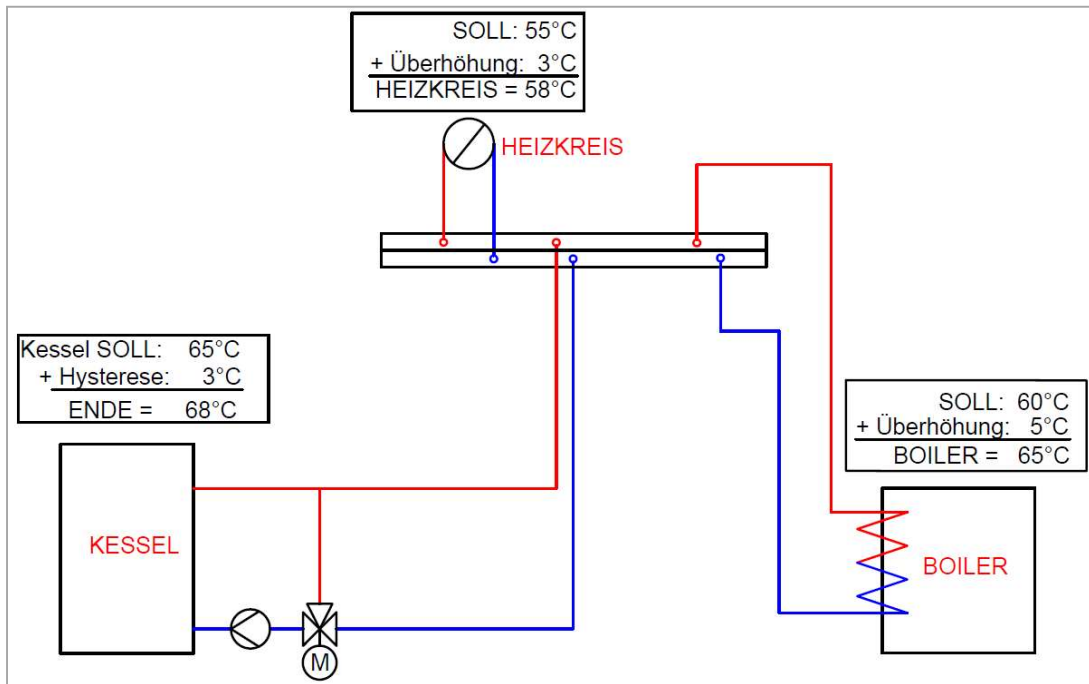 SOLL: 55°C
+ Überhöhung: 3°C
HEIZKREIS = 58°C
HEIZKREIS
Kessel SOLL: 65°C
+ Hysterese: 3°C
ENDE = 68°C
SOLL: 60°C
+ Überhöhung: 5°C
BOILER = 65°C
KESSEL
BOILER
M